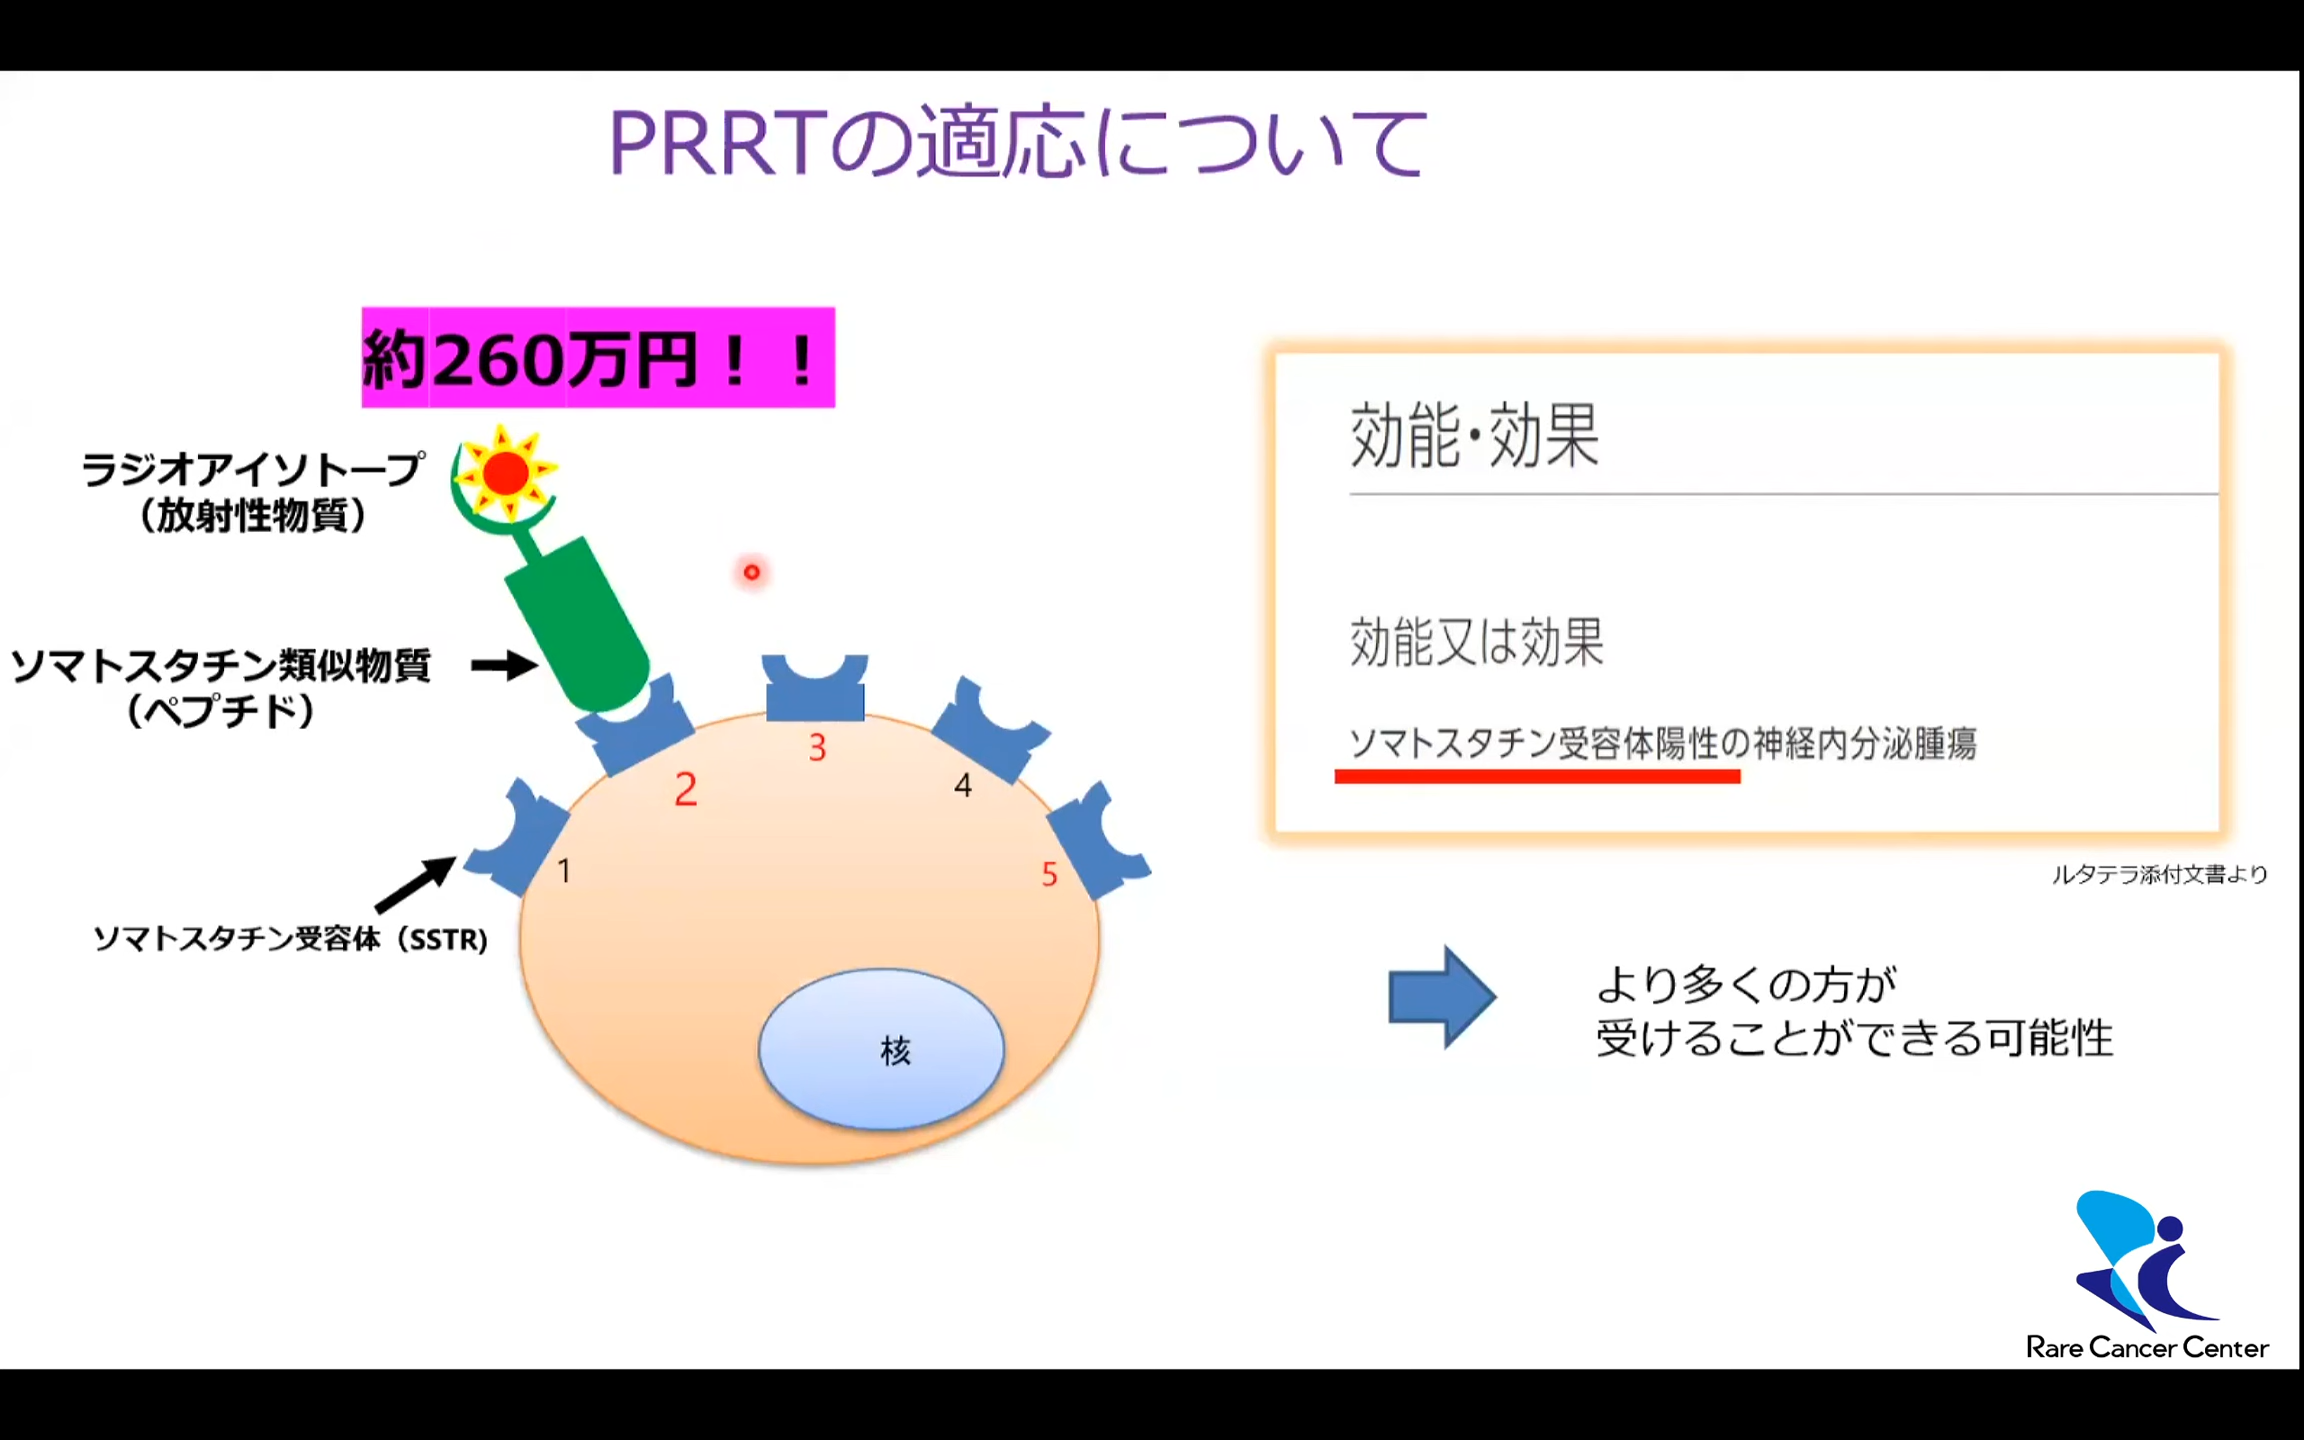 PRRTの適応について
約260万円！！
ラジオアイソトープ
（放射性物質）
ソマトスタチン類似物質
（ペプチド）
ソマトスタチン受容体（SSTR)
1
2
3
4
5
核
効能・効果
効能又は効果
ソマトスタチン受容体陽性の神経内分泌腫瘍
ルタテラ添付文書より
より多くの方が
受けることができる可能性
Rare Cancer Center